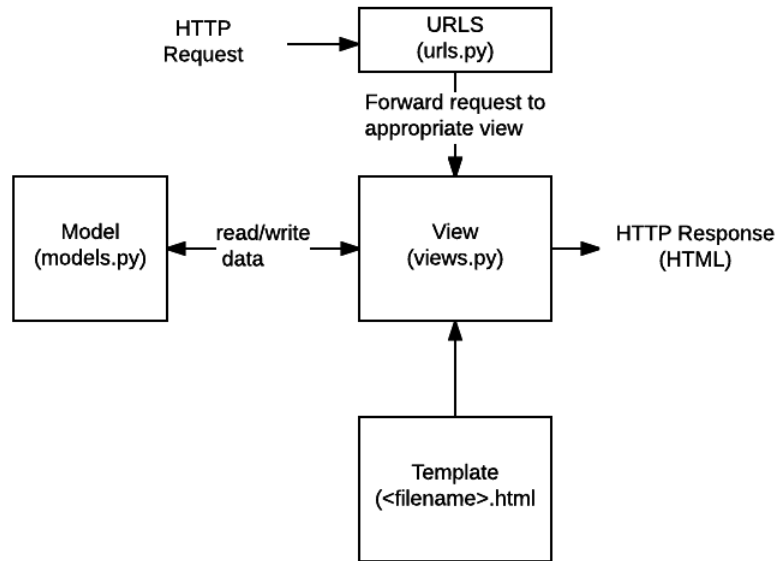 HTTP
Request
URLS
(urls.py)
Forward request to
appropriate view
Model
(models.py)
read/write
data
View
(views.py)
HTTP Response
(HTML)
Template
(<filename>.html